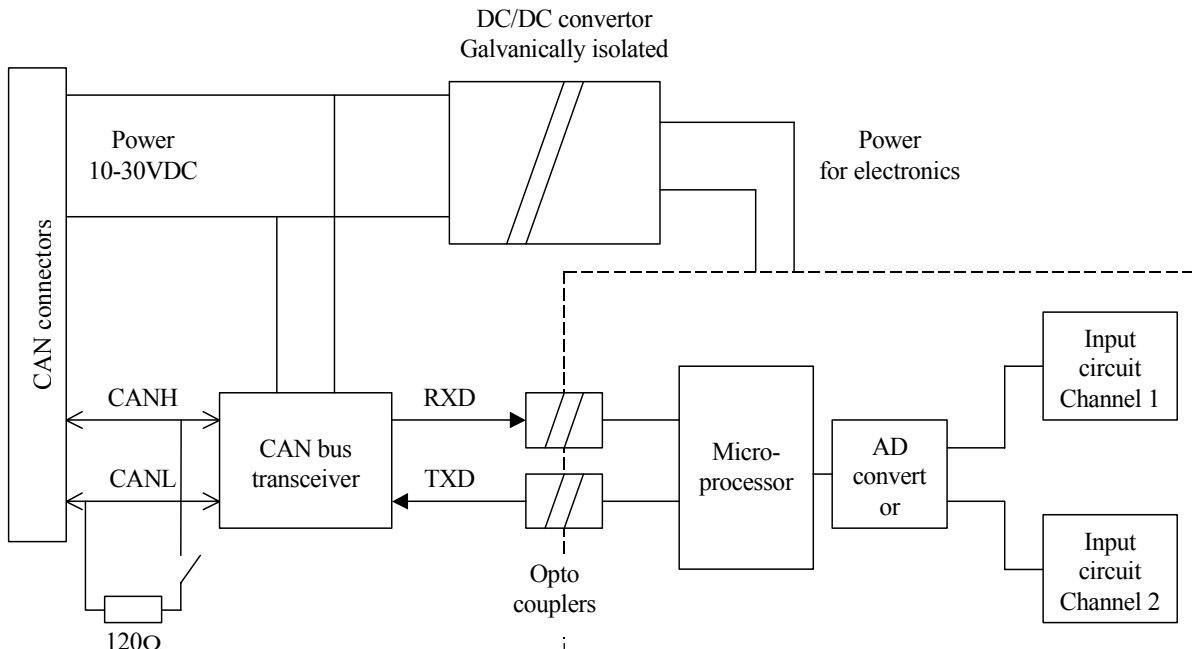 DC/DC convertor
Galvanically isolated
Power
10-30VDC
Power
for electronics
CAN connectors
CANH
CANL
CAN bus
transceiver
RXD
TXD
Opto
couplers
Micro-
processor
AD
convert
or
Input
circuit
Channel 1
Input
circuit
Channel 2
120Ω